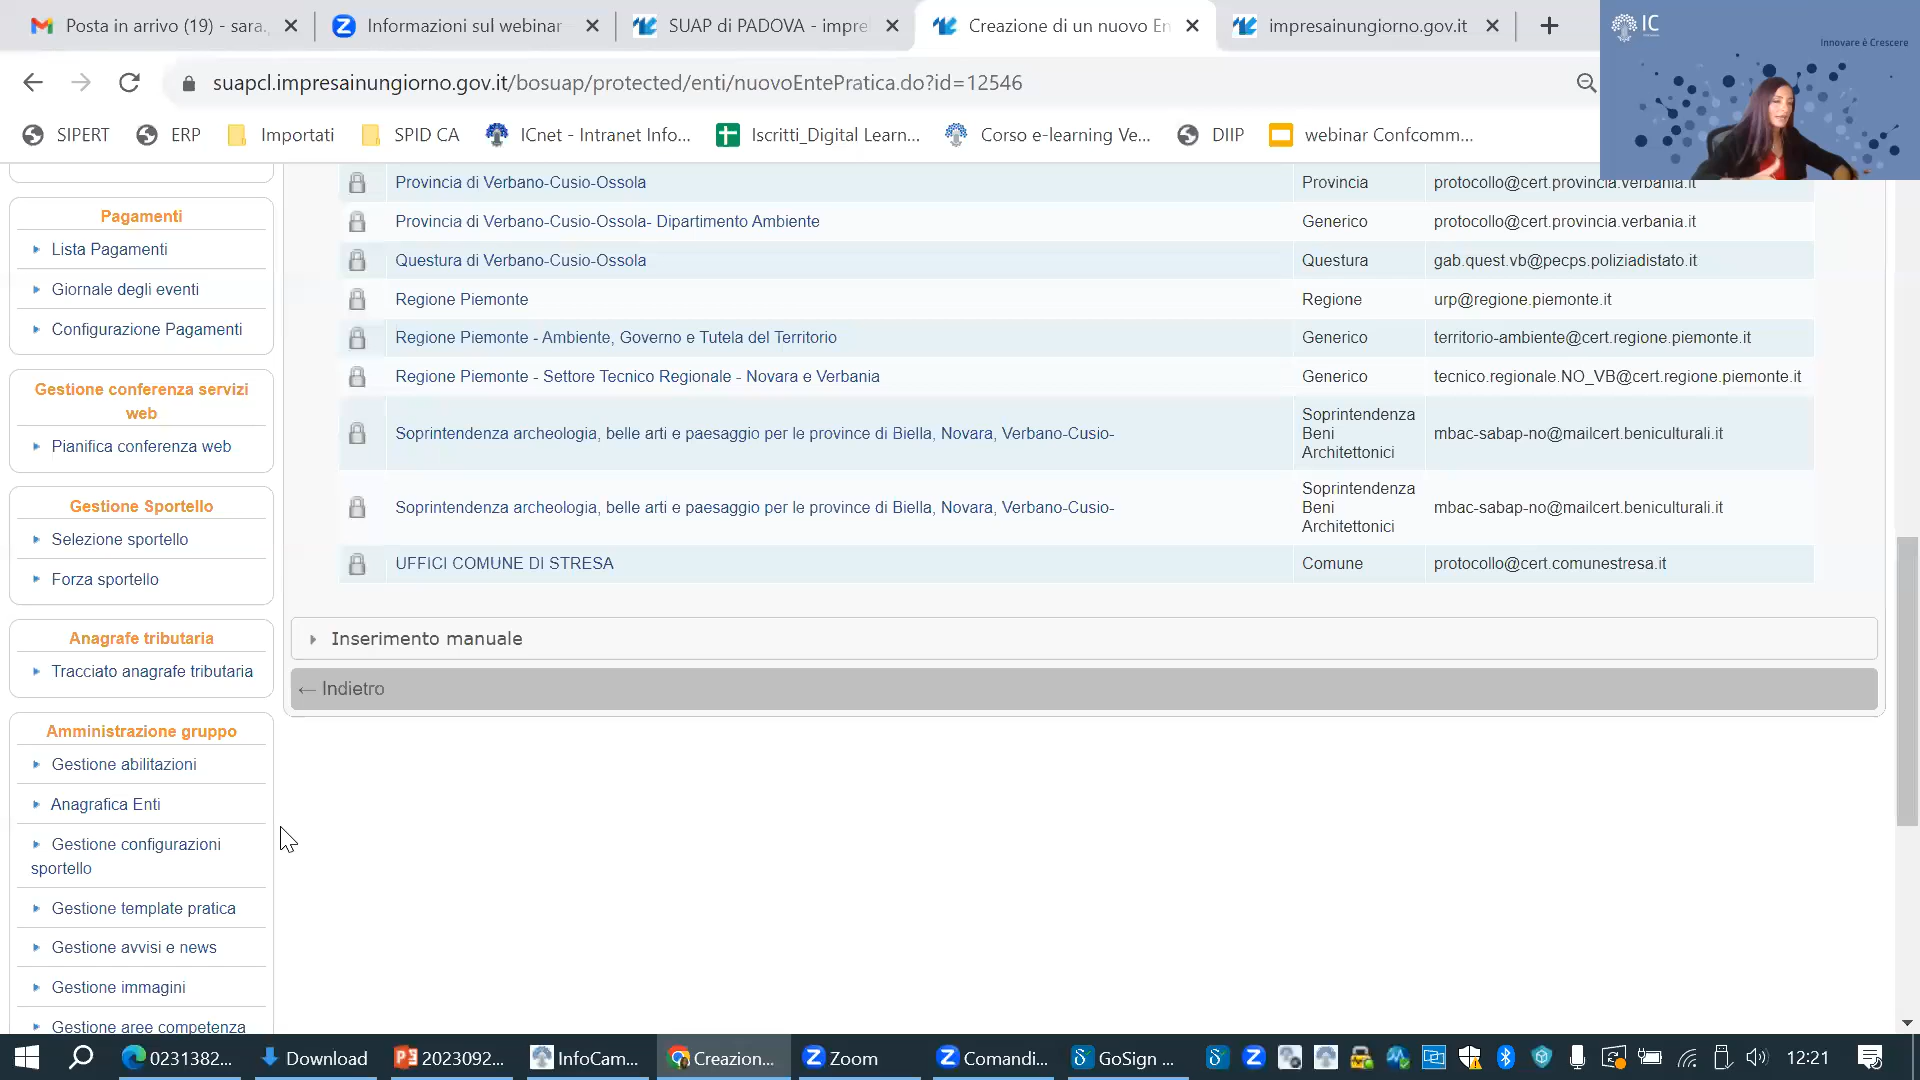 Posta in arrivo (19) - sara.
Informazioni sul webinar
SUAP di PADOVA - impre
Creazione di un nuovo En
impresainungiorno.gov.it
IC
Innovare è Crescere
suapcl.impresainungiorno.gov.it/bosuap/protected/enti/nuovoEntePratica.do?id=12546
SIPERT
ERP
Importati
SPID CA
ICnet - Intranet Info...
Iscritti_Digital Learn...
Corso e-learning Ve...
DIIP
webinar Confcomm...
Pagamenti
Lista Pagamenti
Giornale degli eventi
Configurazione Pagamenti
Gestione conferenza servizi
web
Pianifica conferenza web
Gestione Sportello
Selezione sportello
Forza sportello
Anagrafe tributaria
Tracciato anagrafe tributaria
Amministrazione gruppo
Gestione abilitazioni
Anagrafica Enti
Gestione configurazioni
sportello
Gestione template pratica
Gestione avvisi e news
Gestione immagini
Gestione aree competenza
Provincia di Verbano-Cusio-Ossola Provincia protocollo@cert.provincia.verbania.it
Provincia di Verbano-Cusio-Ossola- Dipartimento Ambiente Generico protocollo@cert.provincia.verbania.it
Questura di Verbano-Cusio-Ossola Questura gab.quest.vb@pecps.poliziadistato.it
Regione Piemonte Regione urp@regione.piemonte.it
Regione Piemonte - Ambiente, Governo e Tutela del Territorio Generico territorio-ambiente@cert.regione.piemonte.it
Regione Piemonte - Settore Tecnico Regionale - Novara e Verbania Generico tecnico.regionale.NO_VB@cert.regione.piemonte.it
Soprintendenza archeologia, belle arti e paesaggio per le province di Biella, Novara, Verbano-Cusio-
Soprintendenza
Beni
Architettonici
mbac-sabap-no@mailcert.beniculturali.it
Soprintendenza archeologia, belle arti e paesaggio per le province di Biella, Novara, Verbano-Cusio-
Soprintendenza
Beni
Architettonici
mbac-sabap-no@mailcert.beniculturali.it
UFFICI COMUNE DI STRESA Comune protocollo@cert.comunestresa.it
Inserimento manuale
← Indietro
0231382...
Download
2023092...
InfoCam...
Creazion...
Zoom
Comandi...
GoSign ...
12:21